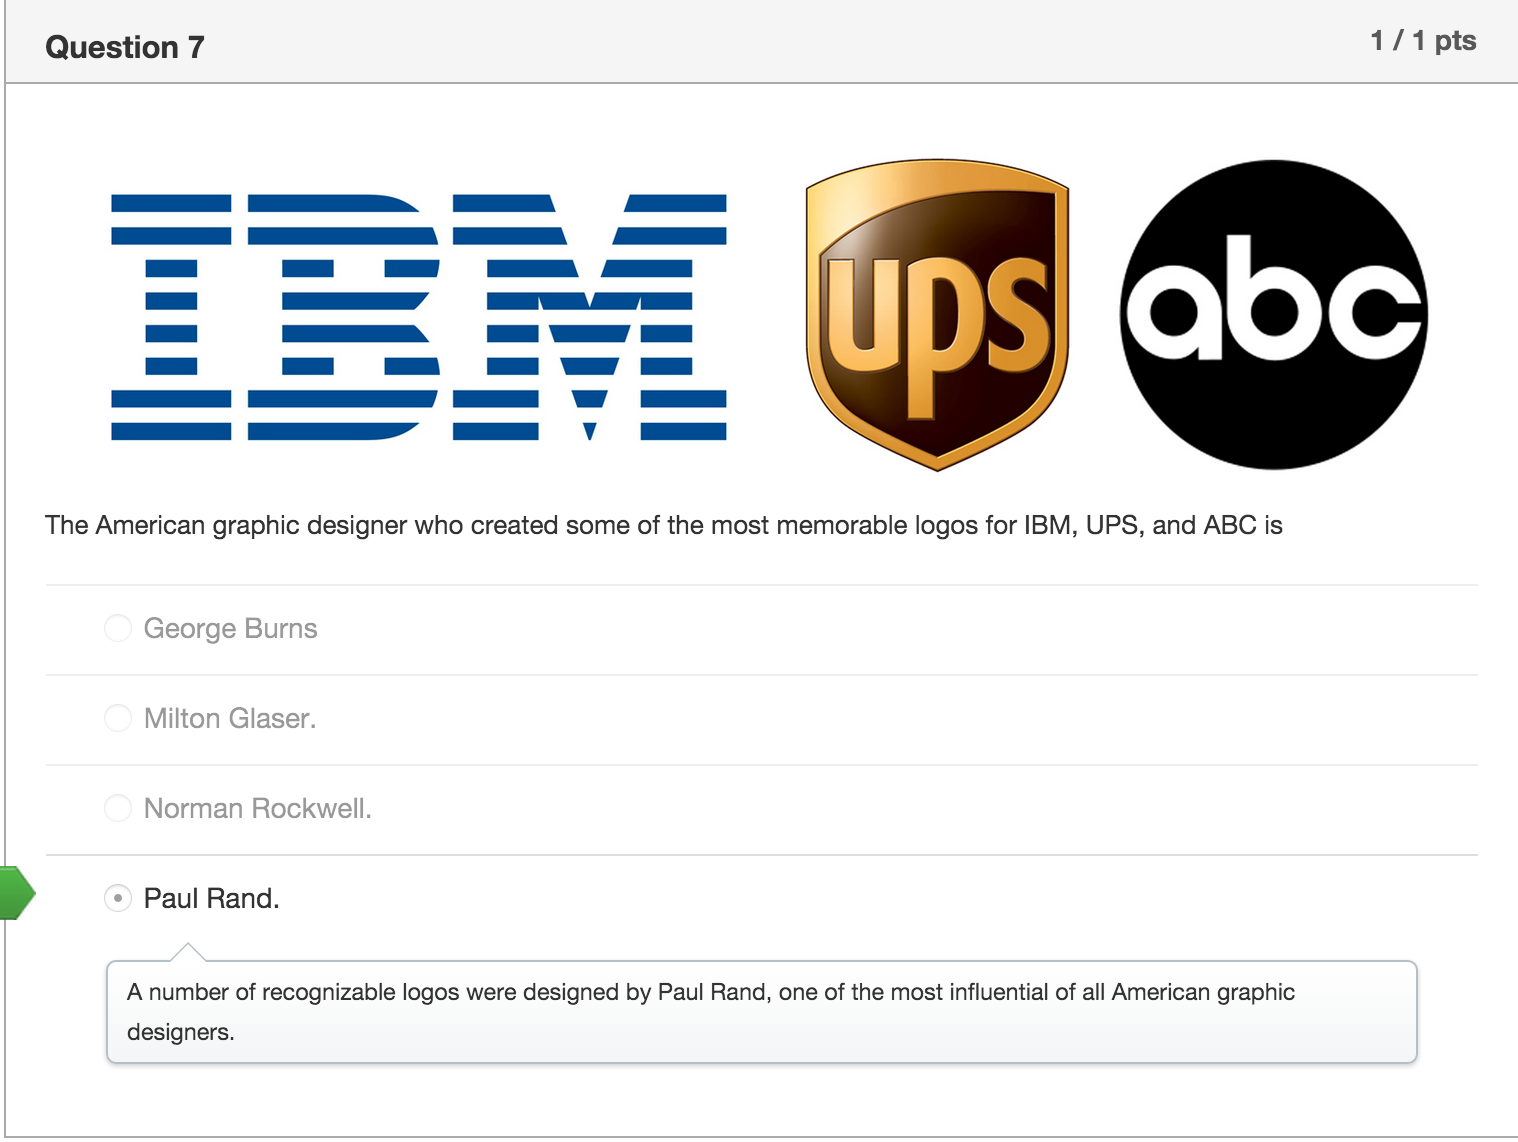 Question 7
1 / 1 pts
IBM
ups
abc
The American graphic designer who created some of the most memorable logos for IBM, UPS, and ABC is
George Burns
Milton Glaser.
Norman Rockwell.
Paul Rand.
A number of recognizable logos were designed by Paul Rand, one of the most influential of all American graphic
designers.